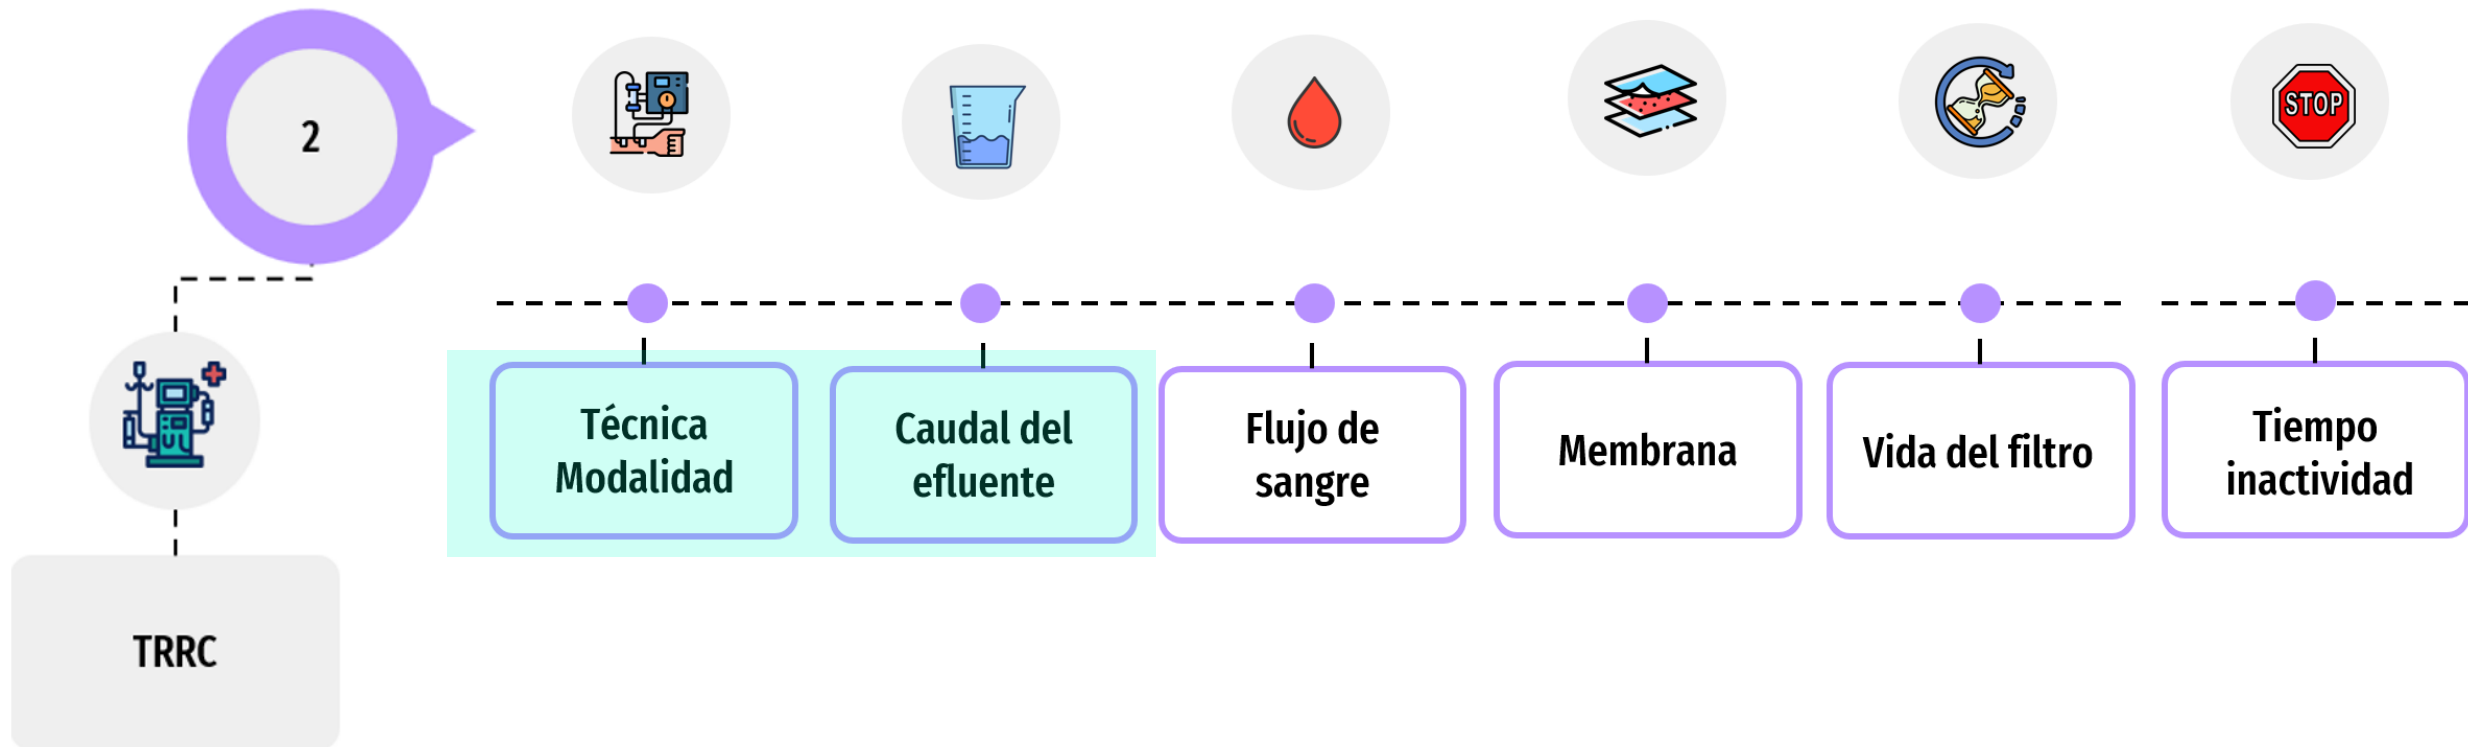 2
STOP
Técnica
Modalidad
Caudal del
efluente
Flujo de
sangre
Membrana
Vida del filtro
Tiempo
inactividad
TRRC